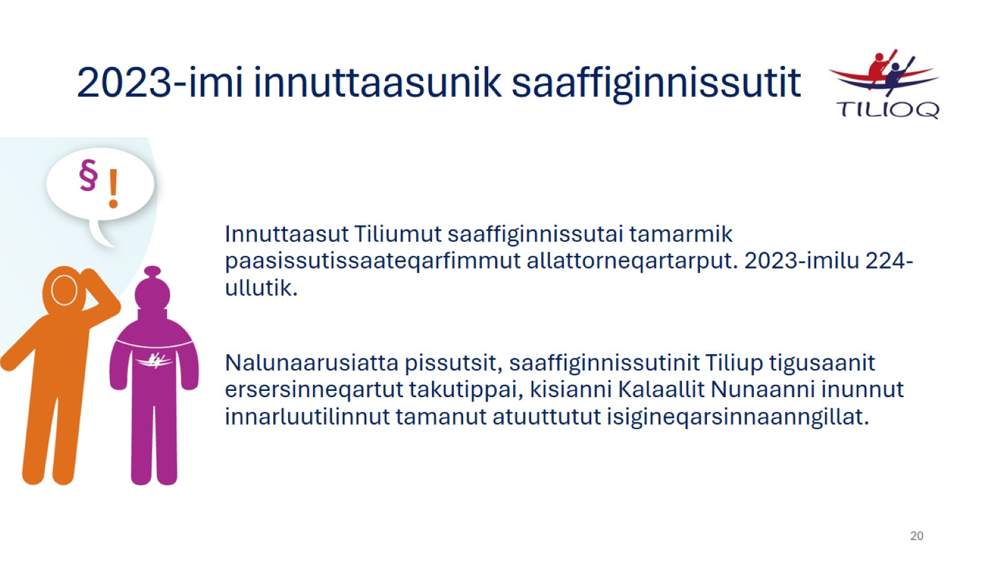 2023-imi innuttaasunik saaffiginnissutit
TILIOQ
§ !
Innuttaasut Tiliumut saaffiginnissutai tamarmik
paasissutissaateqarfimmut allattorneqartarput. 2023-imilu 224-
ullutik.
Nalunaarusiatta pissutsit, saaffiginnissutinit Tiliup tigusaanit
ersersinneqartut takutippai, kisianni Kalaallit Nunaanni inunnut
innarluutilinnut tamanut atuuttutut isigineqarsinnaanngillat.
20